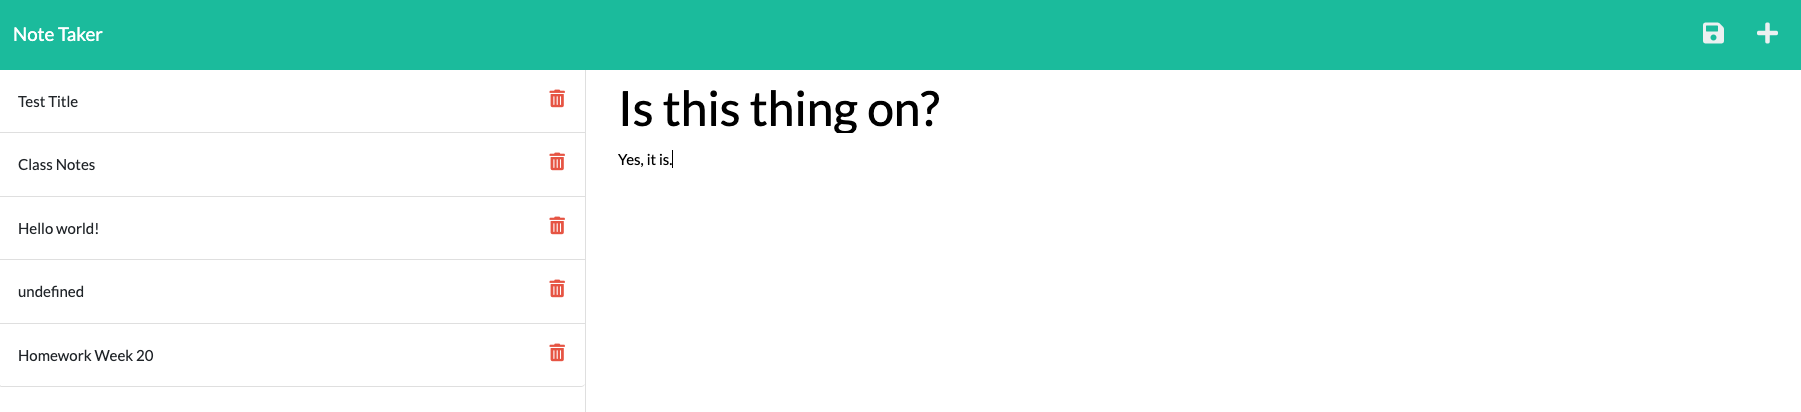 Note Taker
Test Title
Class Notes
Hello world!
undefined
Homework Week 20
Is this thing on?
Yes, it is.